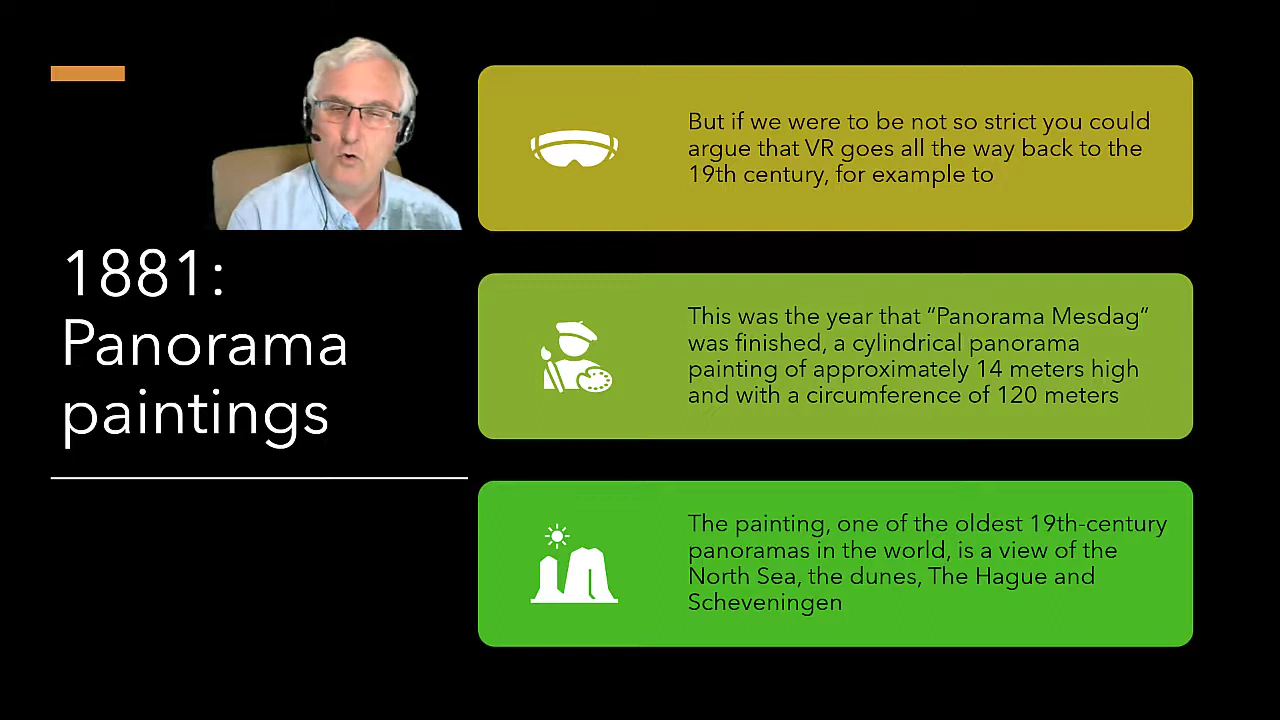 1881:
Panorama
paintings
But if we were to be not so strict you could
argue that VR goes all the way back to the
19th century, for example to
This was the year that “Panorama Mesdag”
was finished, a cylindrical panorama
painting of approximately 14 meters high
and with a circumference of 120 meters
The painting, one of the oldest 19th-century
panoramas in the world, is a view of the
North Sea, the dunes, The Hague and
Scheveningen